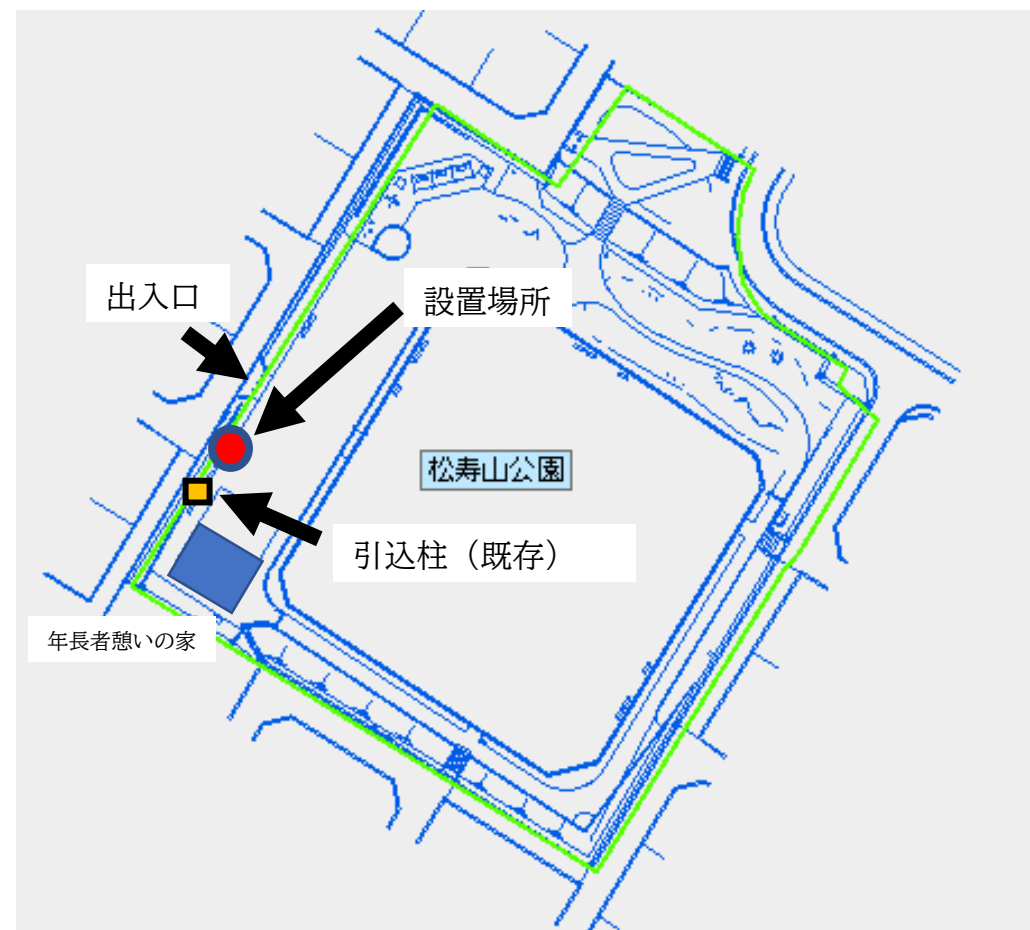 出入口
設置場所
松寿山公園
引込柱（既存）
年長者憩いの家